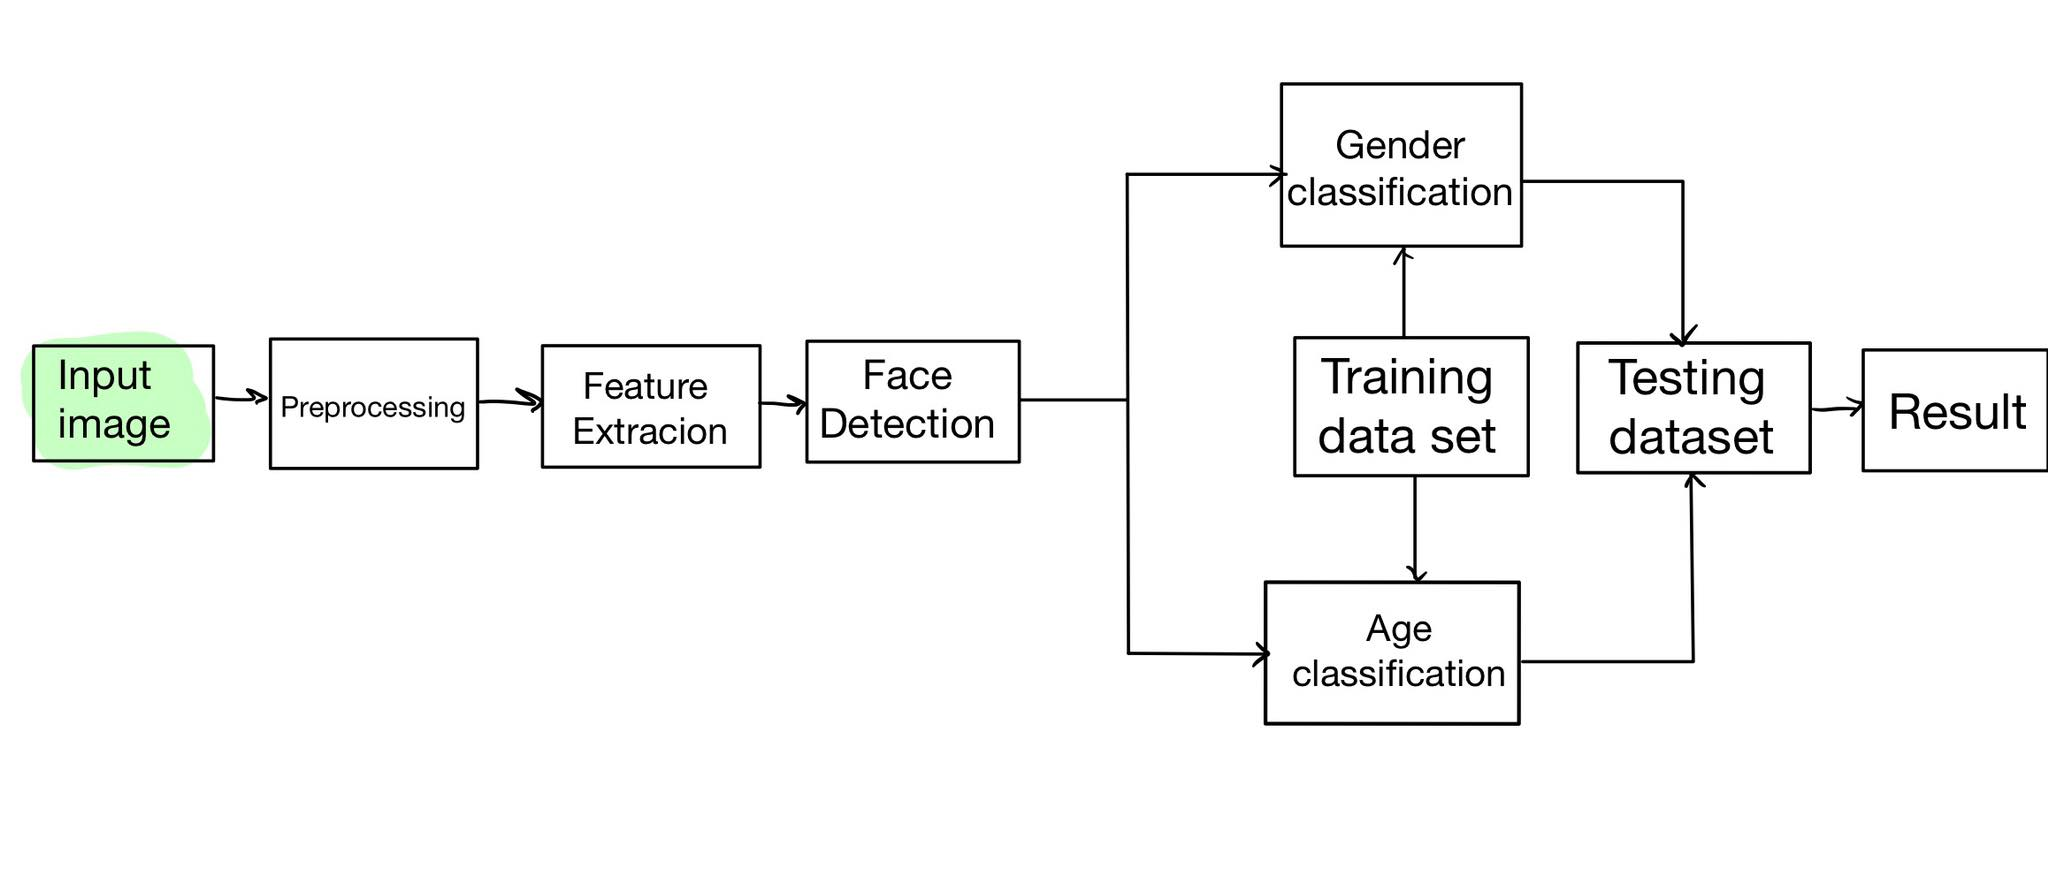 Input
image
Preprocessing
Feature
Extracion
Face
Detection
Gender
classification
Training
data set
Age
classification
Testing
dataset
Result